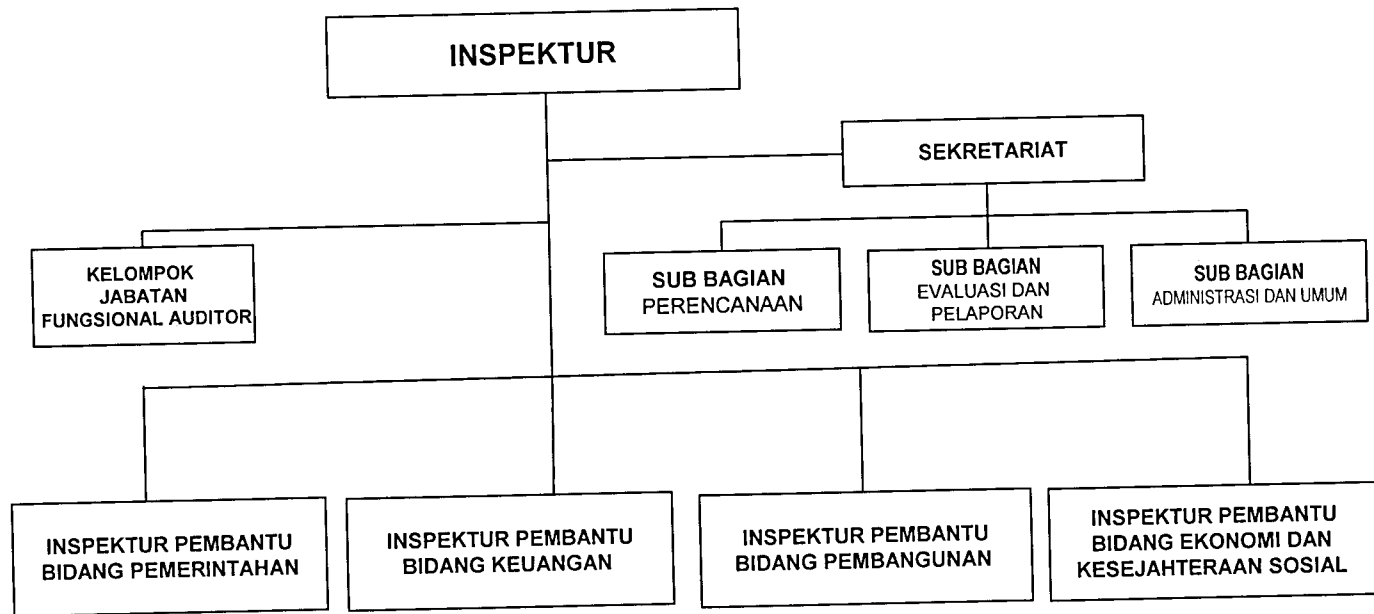 INSPEKTUR
SEKRETARIAT
KELOMPOK
JABATAN
FUNGSIONAL AUDITOR
SUB BAGIAN
PERENCANAAN
SUB BAGIAN
EVALUASI DAN
PELAPORAN
SUB BAGIAN
ADMINISTRASI DAN UMUM
INSPEKTUR PEMBANTU
BIDANG PEMERINTAHAN
INSPEKTUR PEMBANTU
BIDANG KEUANGAN
INSPEKTUR PEMBANTU
BIDANG PEMBANGUNAN
INSPEKTUR PEMBANTU
BIDANG EKONOMI DAN
KESEJAHTERAAN SOSIAL